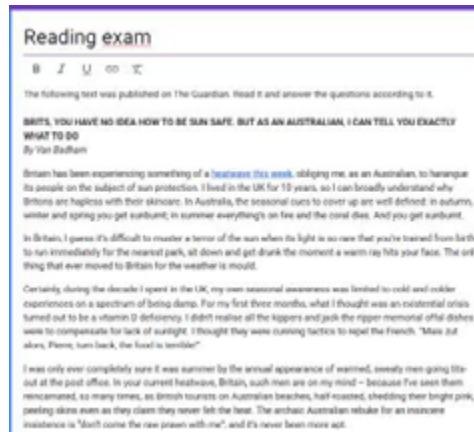 Reading exam
B I U
The following text was published on The Guardian. Read it and answer the questions according to it.
BRITS, YOU HAVE NO IDEA HOW TO BE SUN SAFE. BUT AS AN AUSTRALIAN, I CAN TELL YOU EXACTLY
WHAT TO DO
By Van Badham
Britain has been experiencing something of a heatwave this week, obliging me, as an Australian, to harangue
its people on the subject of sun protection. I lived in the UK for 10 years, so I can broadly understand why
Britons are hapless with their skincare. In Australia, the seasonal cues to cover up are well defined: in autumn,
winter and spring you get sunburnt; in summer everything's on fire and the coral dies. And you get sunburnt.
In Britain, I guess it's difficult to muster a terror of the sun when its light is so rare that you're trained from birth
to run immediately for the nearest park, sit down and get drunk the moment a warm ray hits your face. The only
thing that ever moved to Britain for the weather is mould.
Certainly, during the decade I spent in the UK, my own seasonal awareness was limited to cold and colder
experiences on a spectrum of being damp. For my first three months, what I thought was an existential crisis
turned out to be a vitamin D deficiency. I didn't realise all the kippers and jack-the-ripper memorial offal dishes
were to compensate for lack of sunlight. I thought they were cunning tactics to repel the French. "Mais zut
alors, Pierre, turn back, the food is terrible!"
I was only ever completely sure it was summer by the annual appearance of warmed, sweaty men going tits-
out at the post office. In your current heatwave, Britain, such men are on my mind – because I've seen them
reincarnated, so many times, as British tourists on Australian beaches, half-roasted, shedding their bright pink,
peeling skins even as they claim they never felt the heat. The archaic Australian rebuke for an insincere
insistence is "don't come the raw prawn with me", and it's never been more apt.